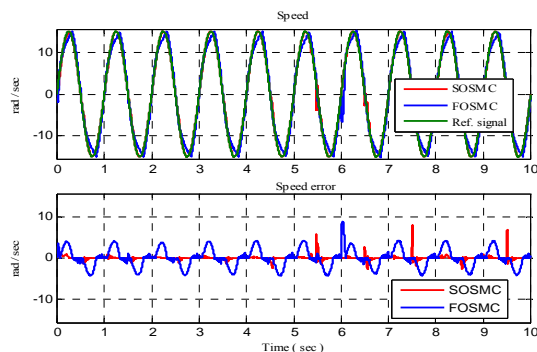 Speed
10
0
-10
rad / sec
SOSMC
FOSMC
Ref. signal
0 1 2 3 4 5 6 7 8 9 10
Speed error
10
0
-10
rad / sec
SOSMC
FOSMC
0 1 2 3 4 5 6 7 8 9 10
Time ( sec )